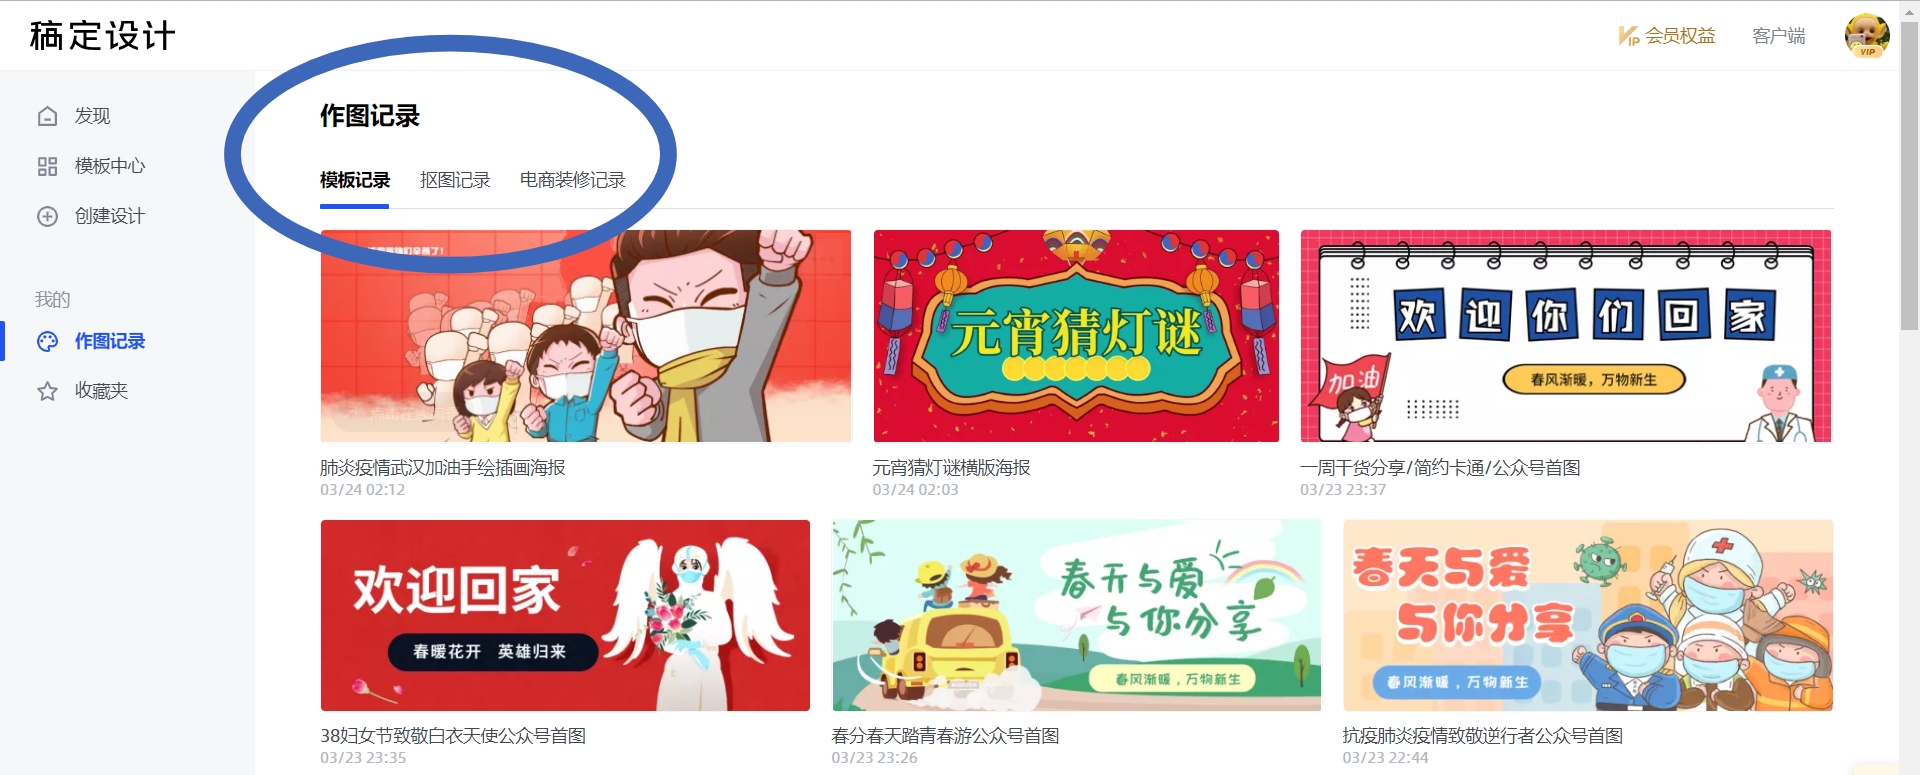 稿定设计
VIP 会员权益
客户端
VIP
发现
模板中心
创建设计
我的
作图记录
收藏夹
作图记录
模板记录 抠图记录 电商装修记录
元宵猜灯谜
欢迎你们回家
春风渐暖，万物新生
加油
肺炎疫情武汉加油手绘插画海报
03/24 02:12
元宵猜灯谜横版海报
03/24 02:03
一周干货分享/简约卡通/公众号首图
03/23 23:37
欢迎回家
春暖花开 英雄归来
春天与爱
与你分享
春风渐暖，万物新生
春天与爱
与你分享
春风渐暖，万物新生
38妇女节致敬白衣天使公众号首图
03/23 23:35
春分春天踏青春游公众号首图
03/23 23:26
抗疫肺炎疫情致敬逆行者公众号首图
03/23 22:44